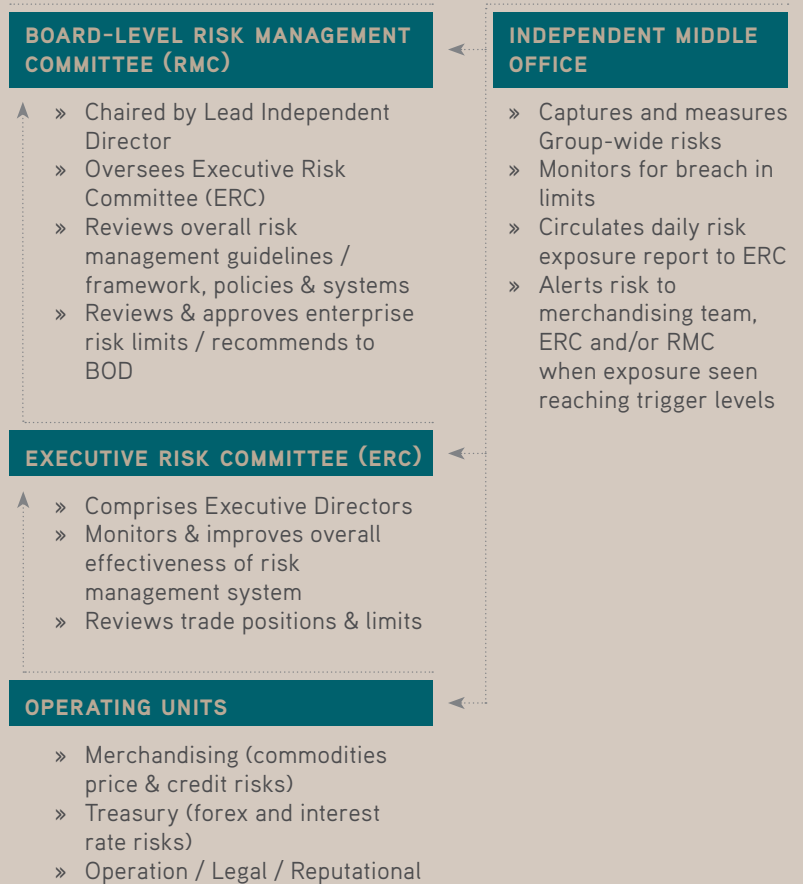 BOARD-LEVEL RISK MANAGEMENT
COMMITTEE (RMC)
» Chaired by Lead Independent
Director
» Oversees Executive Risk
Committee (ERC)
» Reviews overall risk
management guidelines /
framework, policies & systems
» Reviews & approves enterprise
risk limits / recommends to
BOD
EXECUTIVE RISK COMMITTEE (ERC)
» Comprises Executive Directors
» Monitors & improves overall
effectiveness of risk
management system
» Reviews trade positions & limits
OPERATING UNITS
» Merchandising (commodities
price & credit risks)
» Treasury (forex and interest
rate risks)
» Operation / Legal / Reputational
INDEPENDENT MIDDLE
OFFICE
» Captures and measures
Group-wide risks
» Monitors for breach in
limits
» Circulates daily risk
exposure report to ERC
» Alerts risk to
merchandising team,
ERC and/or RMC
when exposure seen
reaching trigger levels